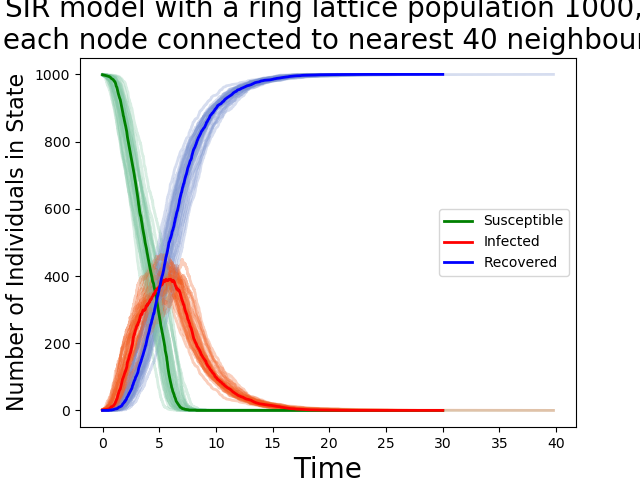 SIR model with a ring lattice population 1000,
each node connected to nearest 40 neighbour
Number of Individuals in State
1000
800
600
400
200
0
Susceptible
Infected
Recovered
0 5 10 15 20 25 30 35 40
Time